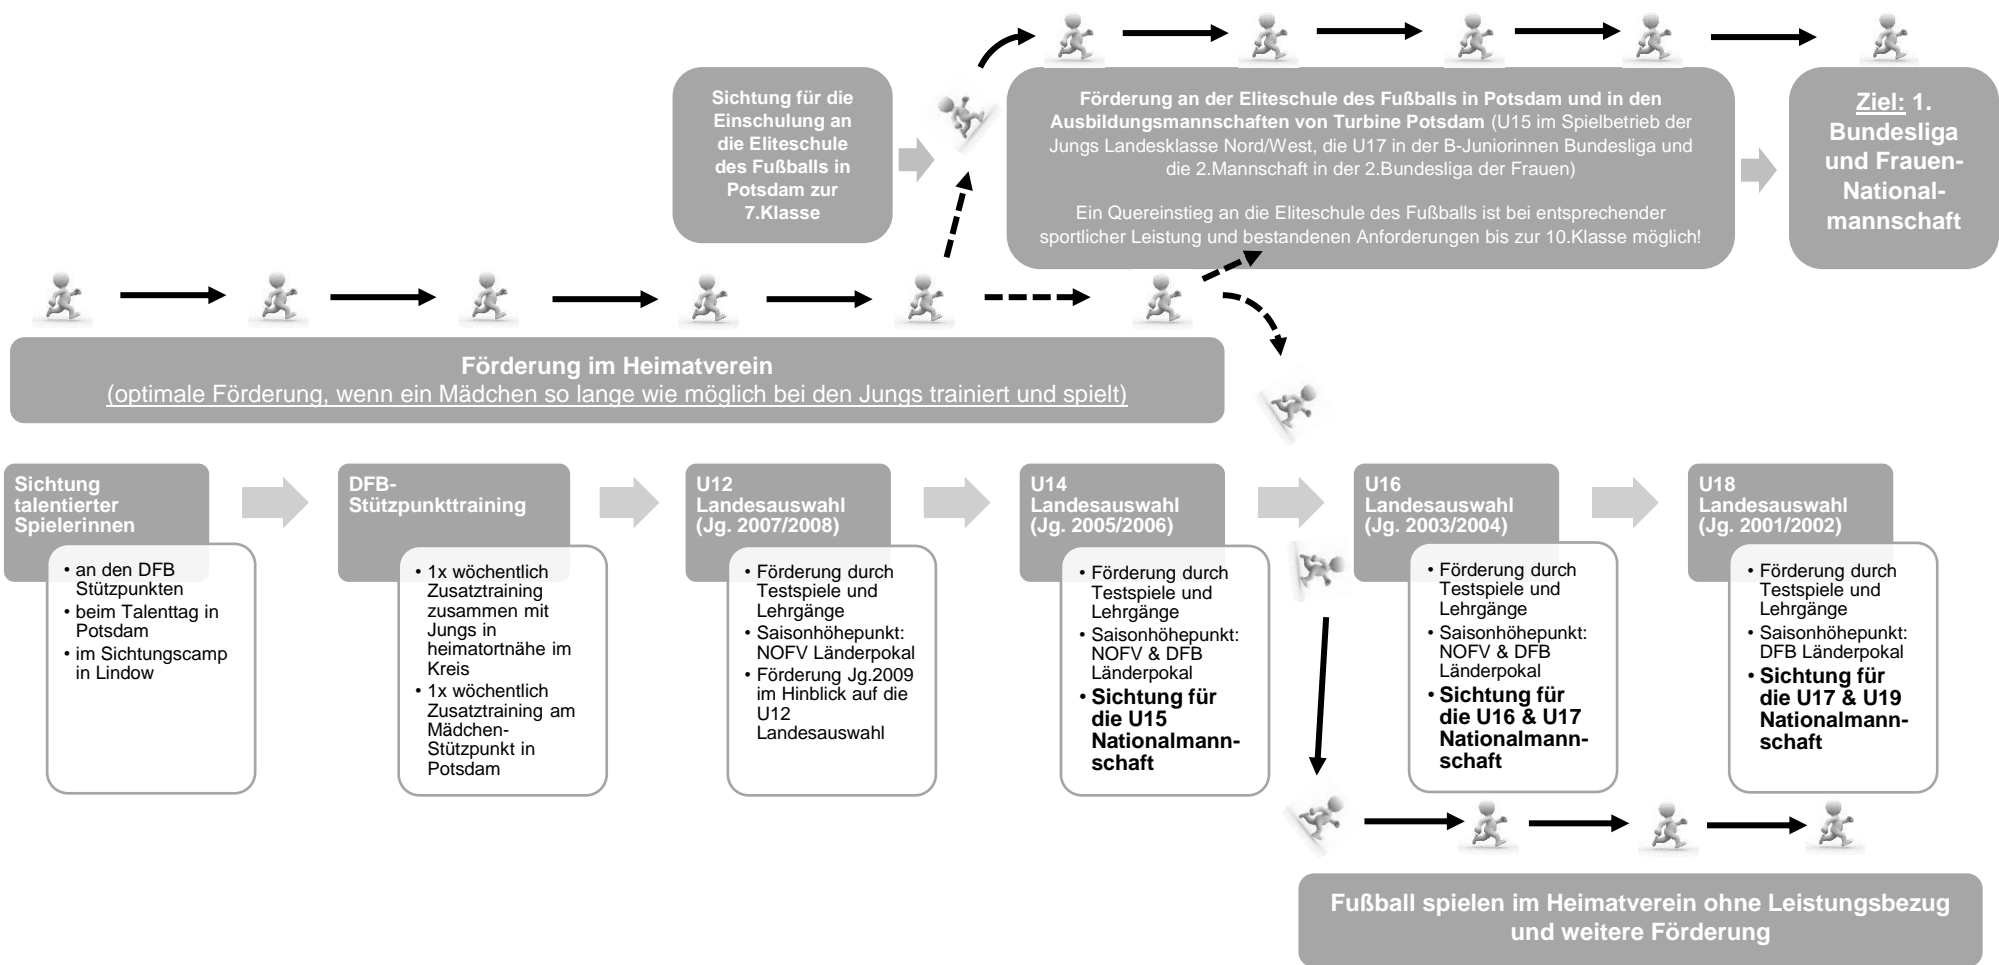 Sichtung für die
Einschulung an
die Eliteschule
des Fußballs in
Potsdam zur
7.Klasse
Förderung an der Eliteschule des Fußballs in Potsdam und in den
Ausbildungsmannschaften von Turbine Potsdam (U15 im Spielbetrieb der
Jungs Landesklasse Nord/West, die U17 in der B-Juniorinnen Bundesliga und
die 2.Mannschaft in der 2.Bundesliga der Frauen)
Ein Quereinstieg an die Eliteschule des Fußballs ist bei entsprechender
sportlicher Leistung und bestandenen Anforderungen bis zur 10.Klasse möglich!
Ziel: 1.
Bundesliga
und Frauen-
National-
mannschaft
Förderung im Heimatverein
(optimale Förderung, wenn ein Mädchen so lange wie möglich bei den Jungs trainiert und spielt)
Sichtung
talentierter
Spielerinnen
• an den DFB
Stützpunkten
• beim Talenttag in
Potsdam
• im Sichtungscamp
in Lindow
DFB-
Stützpunkttraining
• 1x wöchentlich
Zusatztraining
zusammen mit
Jungs in
heimatortnähe im
Kreis
• 1x wöchentlich
Zusatztraining am
Mädchen-
Stützpunkt in
Potsdam
U12
Landesauswahl
(Jg. 2007/2008)
• Förderung durch
Testspiele und
Lehrgänge
• Saisonhöhepunkt:
NOFV Länderpokal
• Förderung Jg.2009
im Hinblick auf die
U12
Landesauswahl
U14
Landesauswahl
(Jg. 2005/2006)
• Förderung durch
Testspiele und
Lehrgänge
• Saisonhöhepunkt:
NOFV & DFB
Länderpokal
• Sichtung für
die U15
Nationalmann-
schaft
U16
Landesauswahl
(Jg. 2003/2004)
• Förderung durch
Testspiele und
Lehrgänge
• Saisonhöhepunkt:
NOFV & DFB
Länderpokal
• Sichtung für
die U16 & U17
Nationalmann-
schaft
U18
Landesauswahl
(Jg. 2001/2002)
• Förderung durch
Testspiele und
Lehrgänge
• Saisonhöhepunkt:
DFB Länderpokal
• Sichtung für
die U17 & U19
Nationalmann-
schaft
Fußball spielen im Heimatverein ohne Leistungsbezug
und weitere Förderung